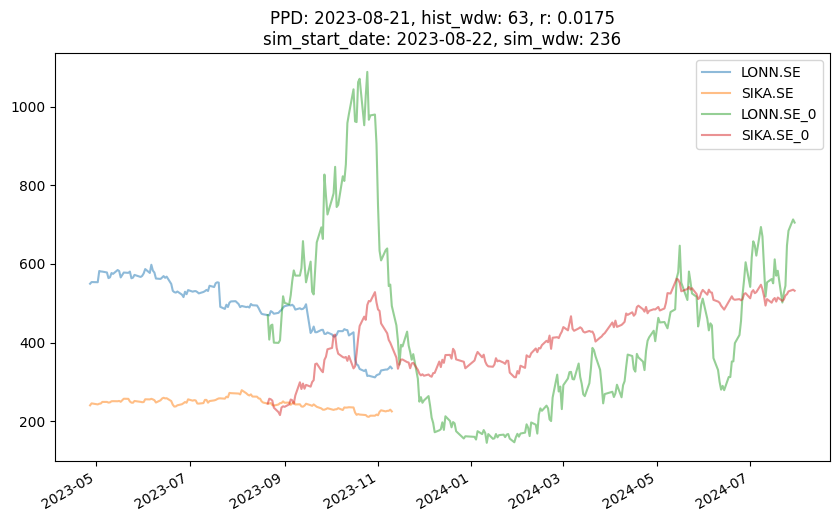 PPD: 2023-08-21, hist_wdw: 63, r: 0.0175
sim_start_date: 2023-08-22, sim_wdw: 236
LONN.SE
SIKA.SE
LONN.SE_0
SIKA.SE_0
1000
800
600
400
200
2023-05
2023-07
2023-09
2023-11
2024-01
2024-03
2024-05
2024-07